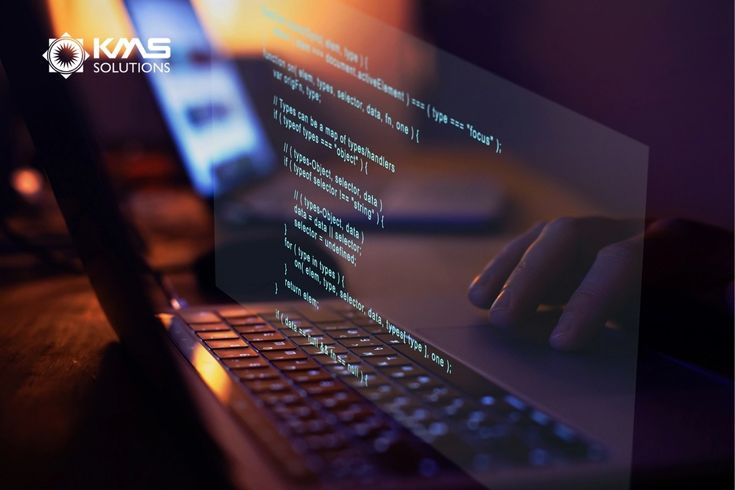 KMS
SOLUTIONS
return ( elem, type ) {
=== document.activeElement ) === ( type === "focus" );
function on( elem, types, selector, data, fn, one ) {
var origFn, type;
// Types can be a map of types/handlers
if ( typeof types === "object" ) {
// ( types-Object, selector, data )
if ( typeof selector !== "string" ) {
// ( types-Object, data )
data = data || selector;
selector = undefined;
}
for ( type in types ) {
on( elem, type, selector, data, types[ type ], one );
}
return elem;
}
if ( data == null && fn == null ) {